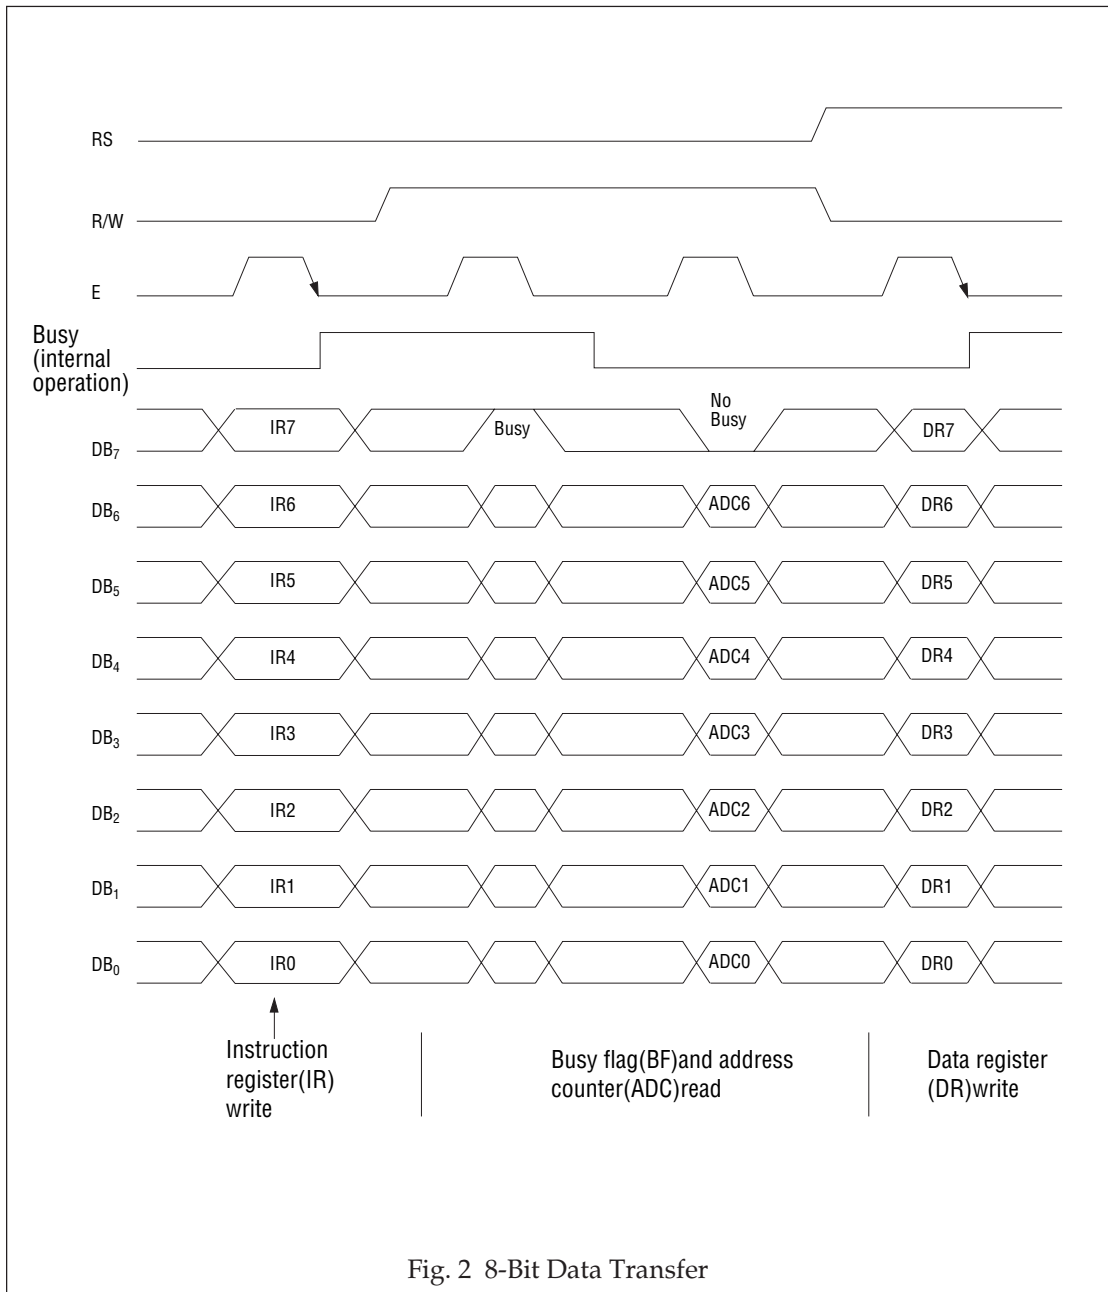 RS
R/W
E
Busy
(internal
operation)
DB7 IR7 Busy No Busy DR7
DB6 IR6 ADC6 DR6
DB5 IR5 ADC5 DR5
DB4 IR4 ADC4 DR4
DB3 IR3 ADC3 DR3
DB2 IR2 ADC2 DR2
DB1 IR1 ADC1 DR1
DB0 IR0 ADC0 DR0
Instruction
register(IR)
write
Busy flag(BF)and address
counter(ADC)read
Data register
(DR)write
Fig. 2 8-Bit Data Transfer